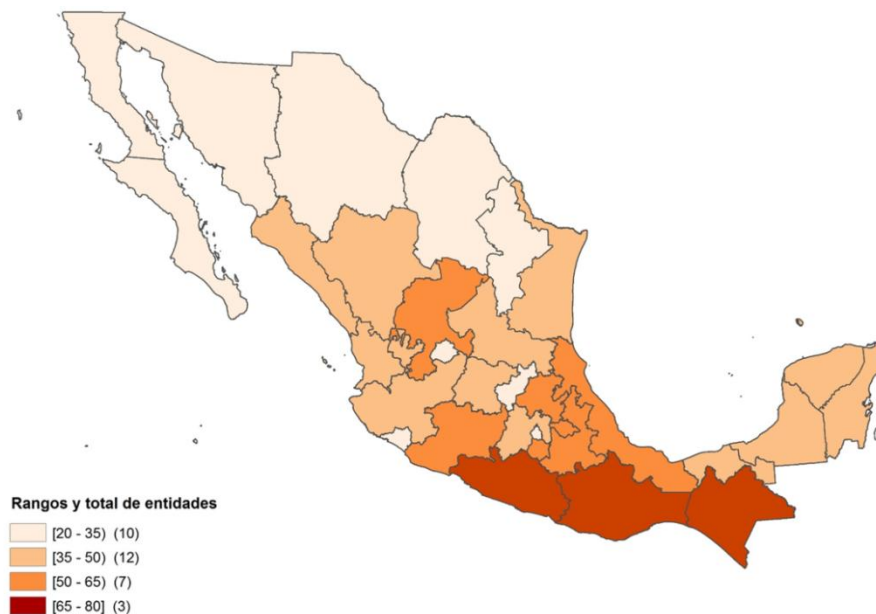 Rangos y total de entidades
[20 - 35) (10)
[35 - 50) (12)
[50 - 65) (7)
[65 - 80] (3)